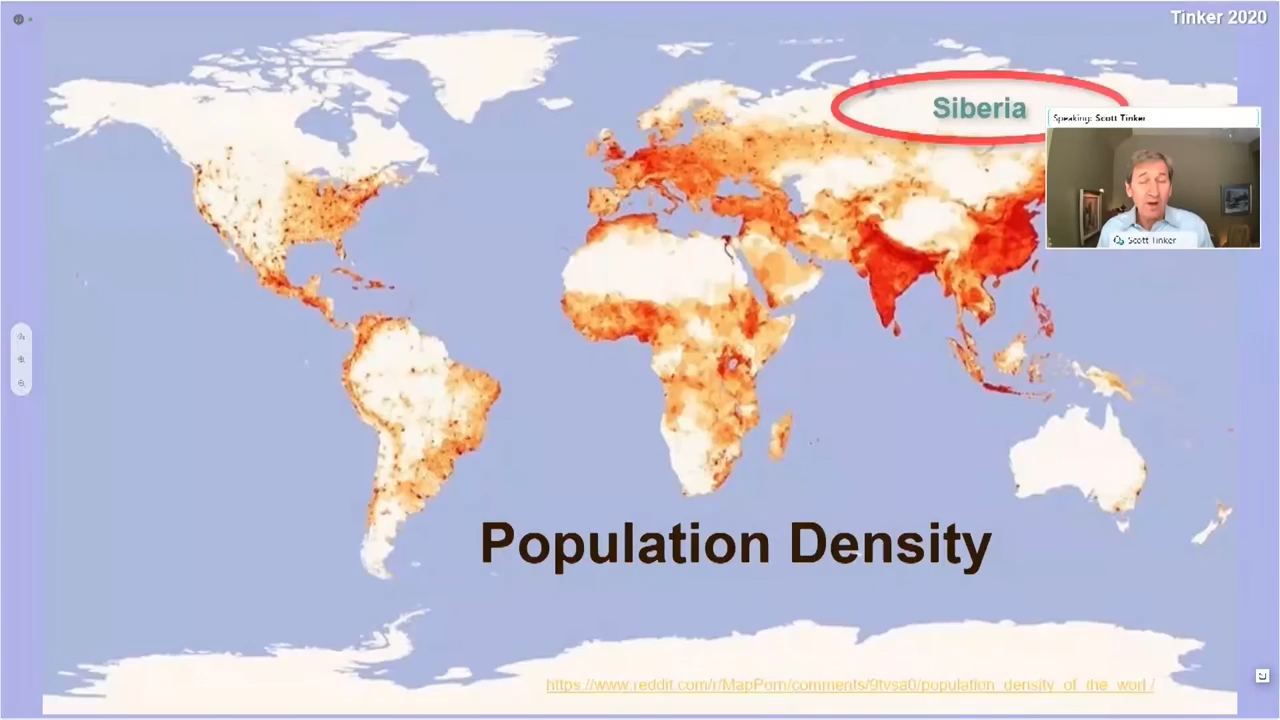 Tinker 2020
Siberia
Speaking: Scott Tinker
Scott Tinker
Population Density
https://www.reddit.com/r/MapPorn/comments/9tvsa0/population_density_of_the_worl/